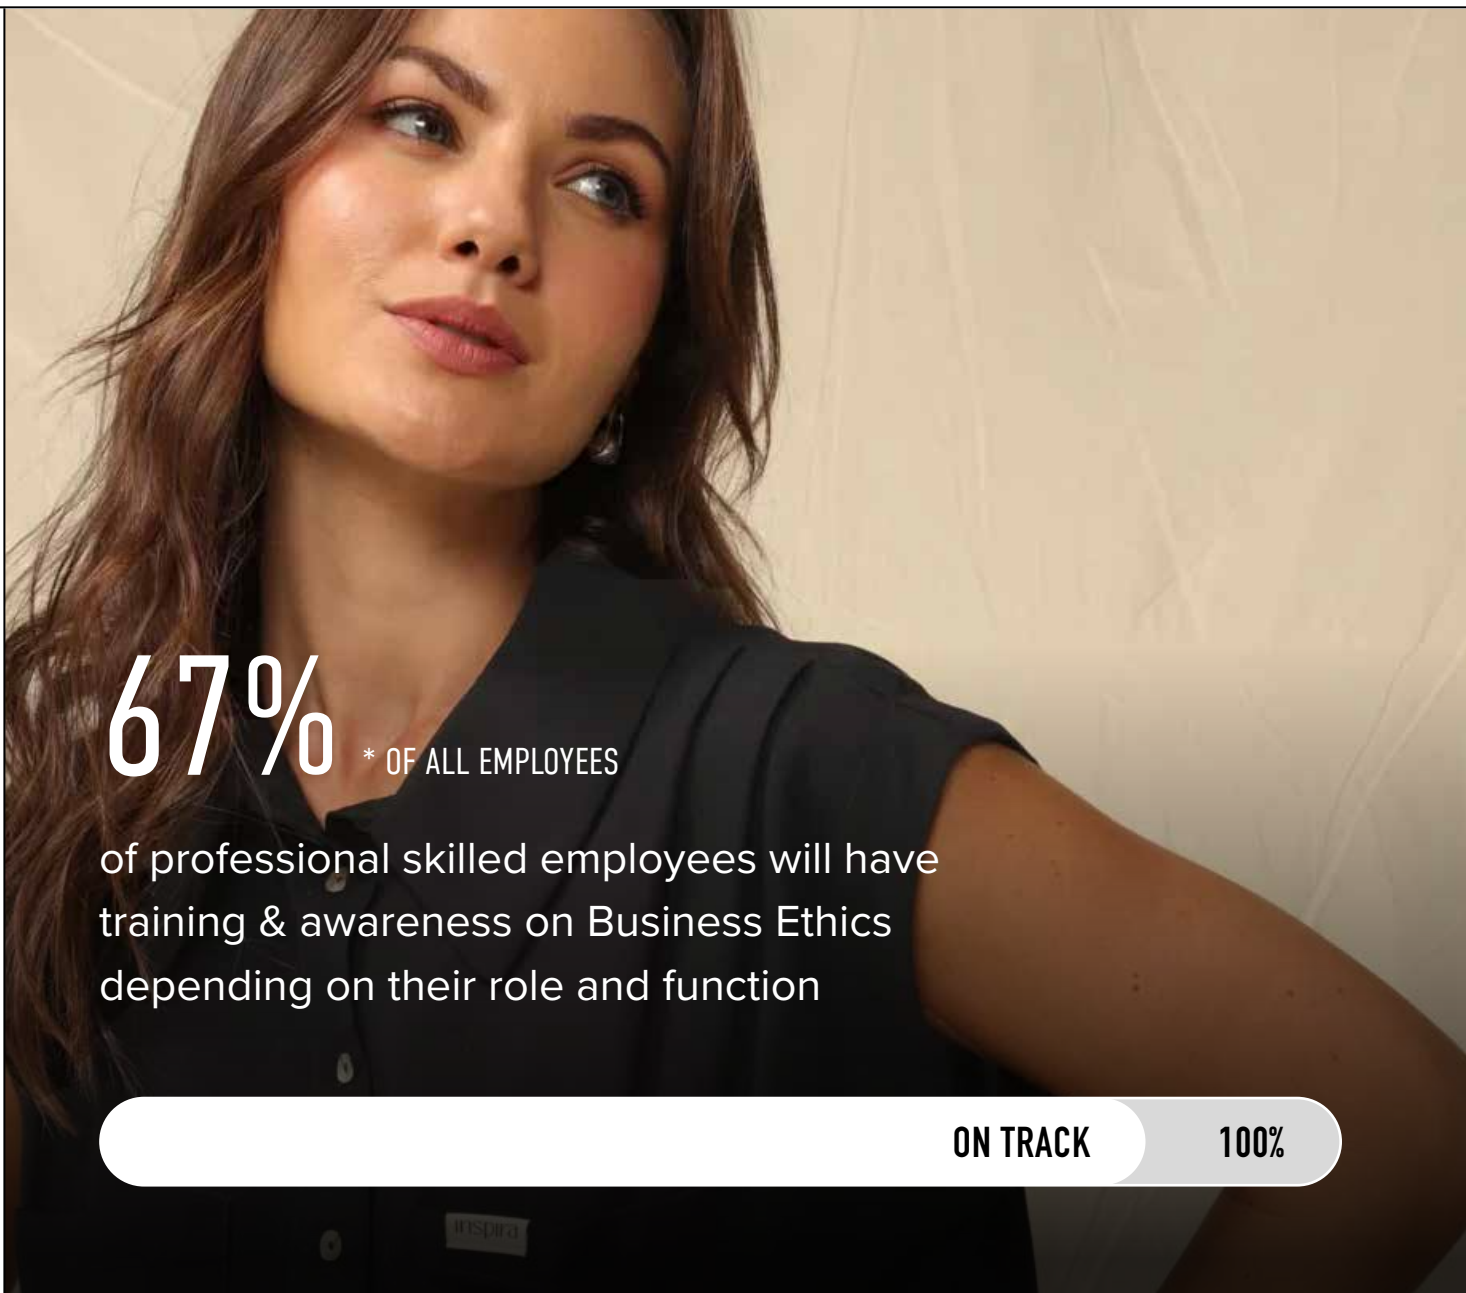 67% * OF ALL EMPLOYEES
of professional skilled employees will have
training & awareness on Business Ethics
depending on their role and function
ON TRACK 100%
inspira